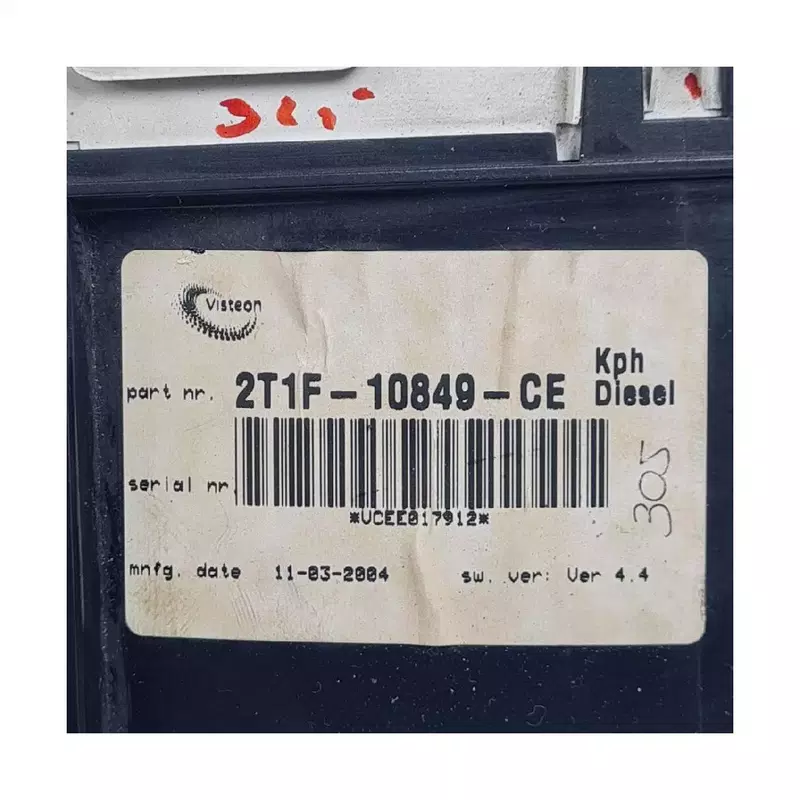 Visteon
part nr. 2T1F-10849-CE Kph Diesel
serial nr.
*VCEE017912*
mnfg. date 11-03-2004 sw. ver: Ver 4.4
305